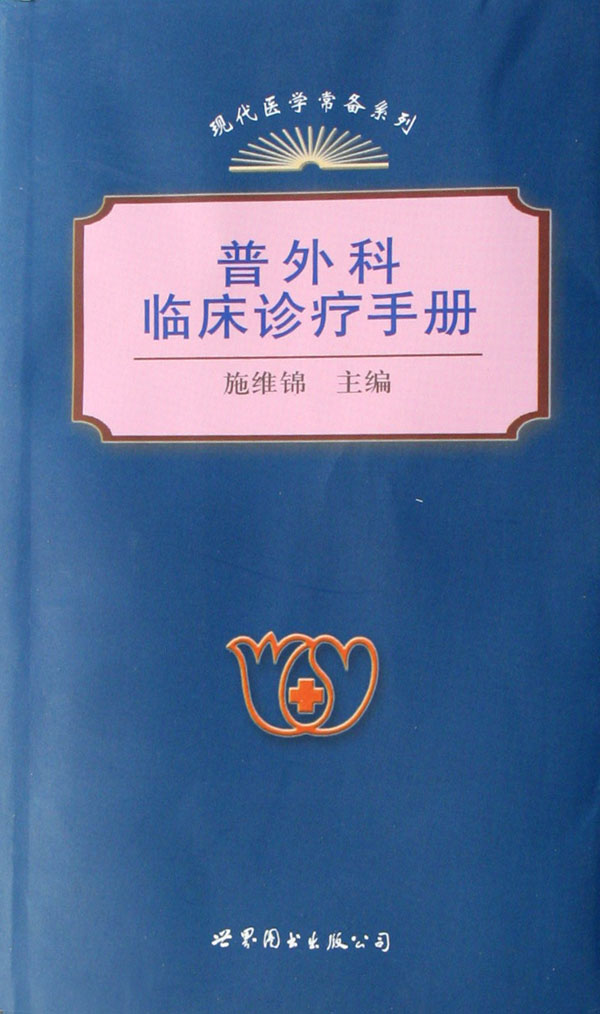 现代医学常备系列
普外科
临床诊疗手册
施维锦 主编
世界图书出版公司